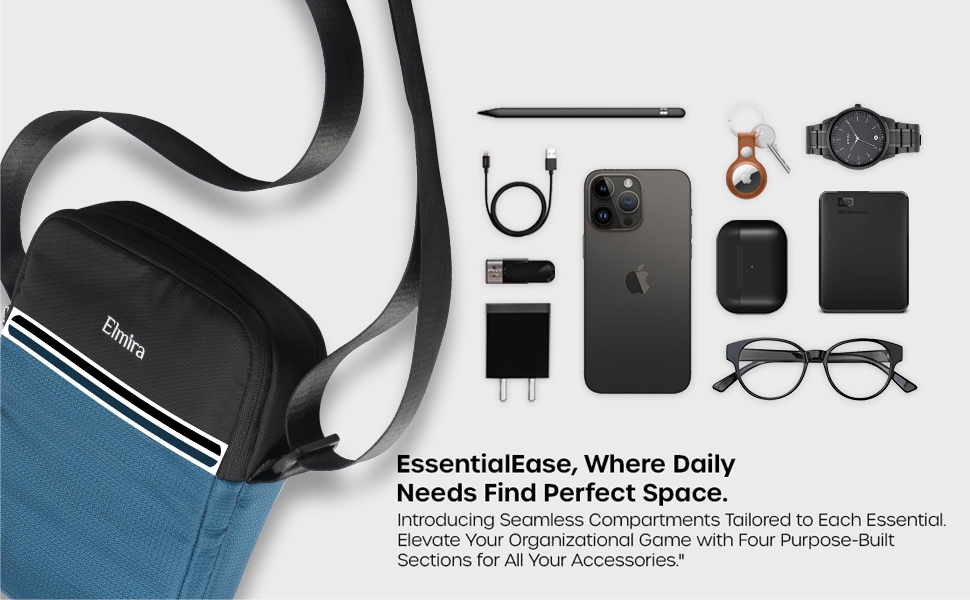 Elmira
EssentialEase, Where Daily
Needs Find Perfect Space.
Introducing Seamless Compartments Tailored to Each Essential.
Elevate Your Organizational Game with Four Purpose-Built
Sections for All Your Accessories."